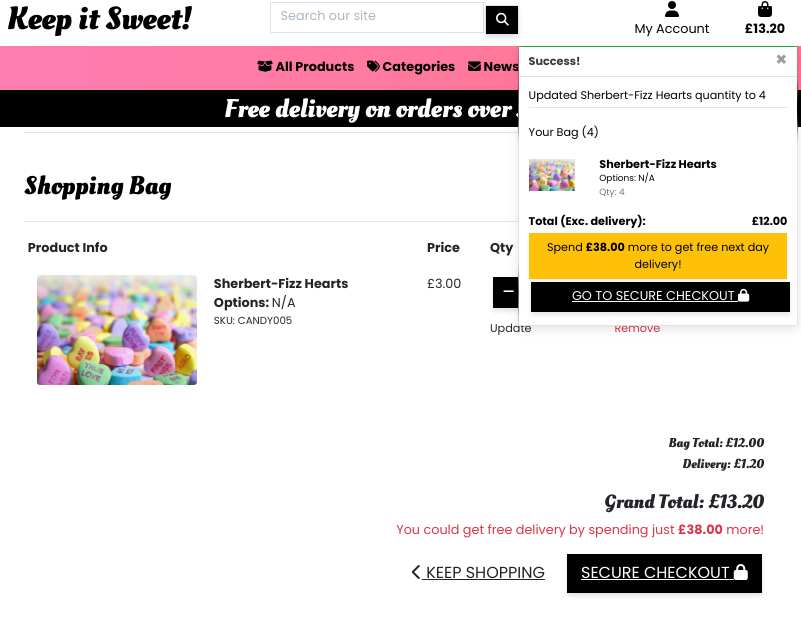 Keep it Sweet!
Search our site
My Account
£13.20
All Products
Categories
News
Free delivery on orders over
Success!
×
Updated Sherbert-Fizz Hearts quantity to 4
Your Bag (4)
Sherbert-Fizz Hearts
Options: N/A
Qty: 4
Total (Exc. delivery): £12.00
Spend £38.00 more to get free next day
delivery!
GO TO SECURE CHECKOUT
Shopping Bag
Product Info Price Qty
Sherbert-Fizz Hearts £3.00
Options: N/A
SKU: CANDY005
Update Remove
TRUE
LOVE
Bag Total: £12.00
Delivery: £1.20
Grand Total: £13.20
You could get free delivery by spending just £38.00 more!
KEEP SHOPPING
SECURE CHECKOUT